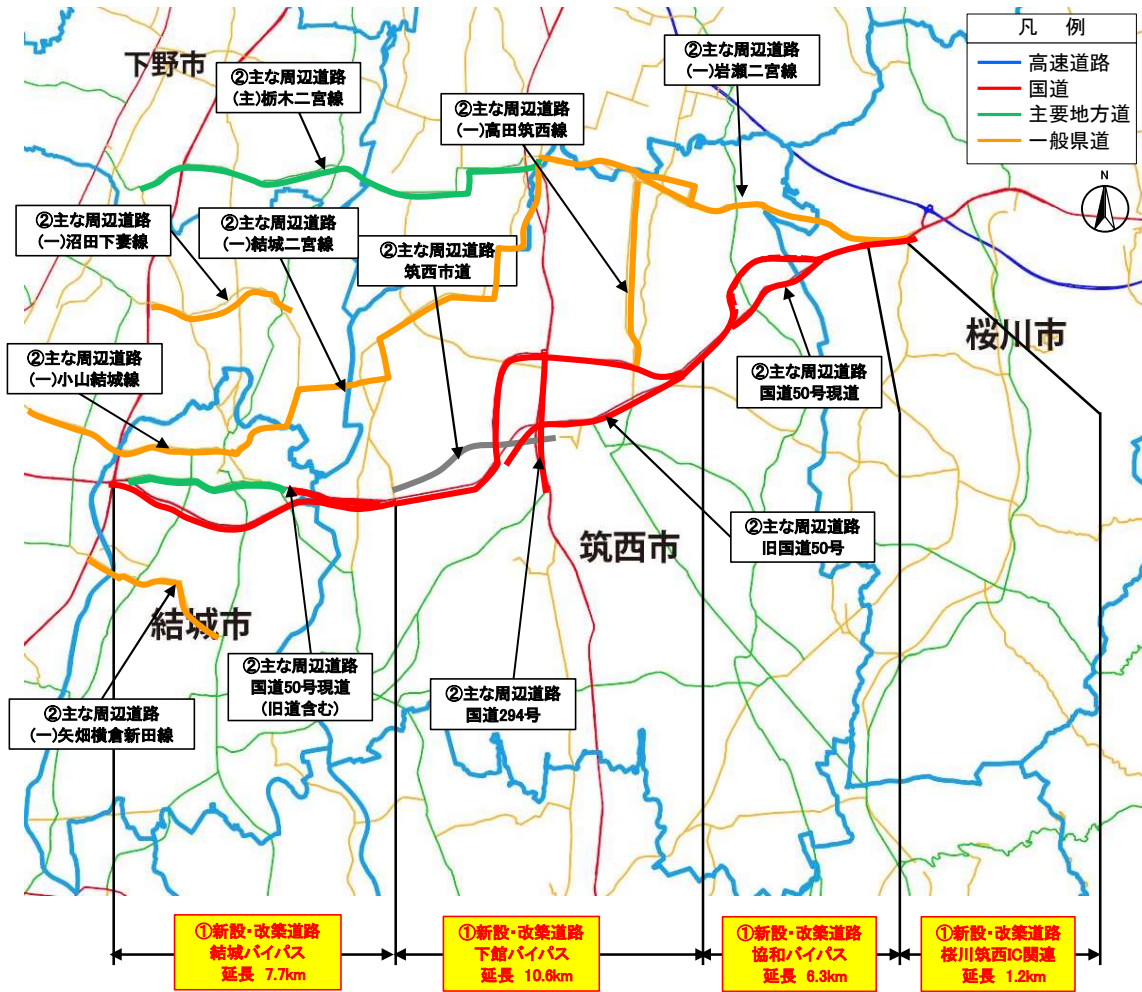 凡 例
高速道路
国道
主要地方道
一般県道
N
下野市
②主な周辺道路
(主)栃木二宮線
②主な周辺道路
(一)高田筑西線
②主な周辺道路
(一)岩瀬二宮線
②主な周辺道路
(一)沼田下妻線
②主な周辺道路
(一)結城二宮線
②主な周辺道路
筑西市道
桜川市
②主な周辺道路
(一)小山結城線
②主な周辺道路
国道50号現道
筑西市
②主な周辺道路
旧国道50号
結城市
②主な周辺道路
国道50号現道
(旧道含む)
②主な周辺道路
国道294号
②主な周辺道路
(一)矢畑横倉新田線
①新設・改築道路
結城バイパス
延長 7.7km
①新設・改築道路
下館バイパス
延長 10.6km
①新設・改築道路
協和バイパス
延長 6.3km
①新設・改築道路
桜川筑西IC関連
延長 1.2km